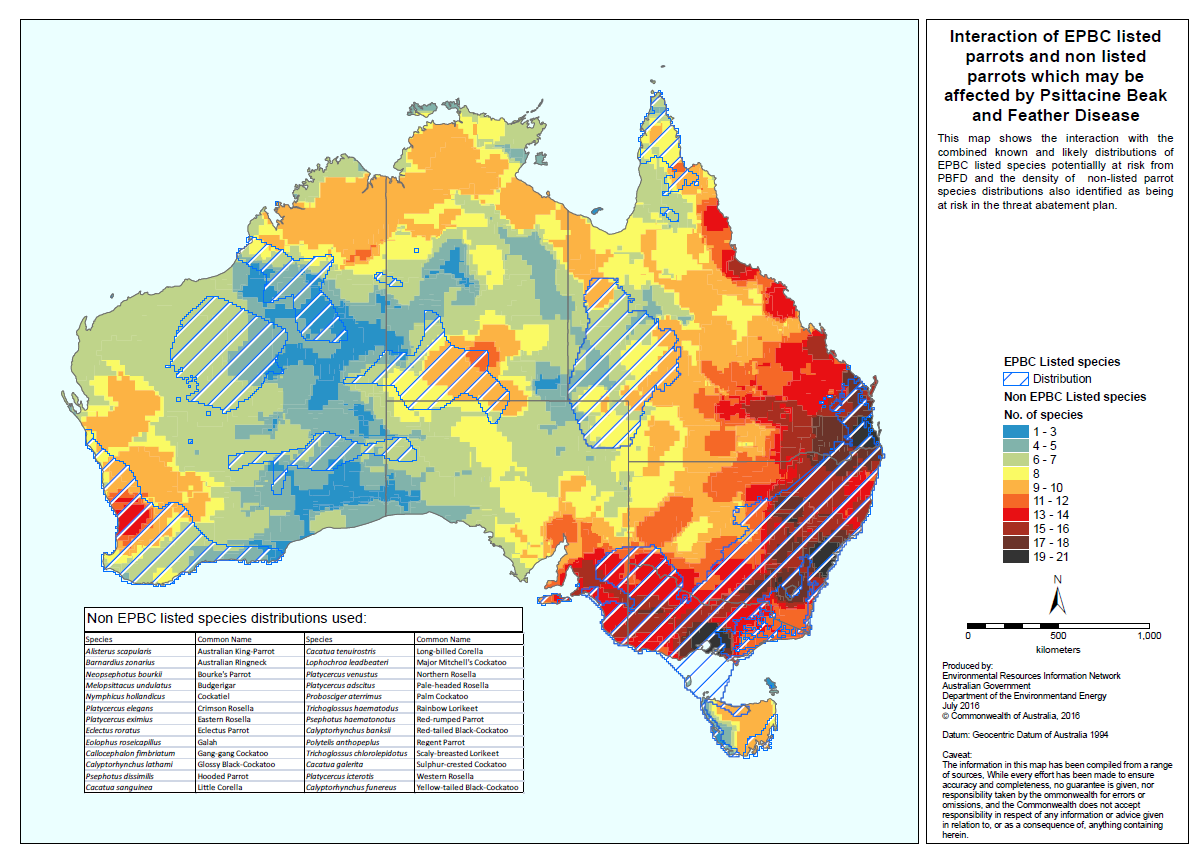 Interaction of EPBC listed
parrots and non listed
parrots which may be
affected by Psittacine Beak
and Feather Disease
This map shows the interaction with the
combined known and likely distributions of
EPBC listed species potentiallly at risk from
PBFD and the density of non-listed parrot
species distributions also identified as being
at risk in the threat abatement plan.
EPBC Listed species
Distribution
Non EPBC Listed species
No. of species
1 - 3
4 - 5
6 - 7
8
9 - 10
11 - 12
13 - 14
15 - 16
17 - 18
19 - 21
N
0 500 1,000
kilometers
Produced by:
Environmental Resources Information Network
Australian Government
Department of the Environmentand Energy
July 2016
© Commonwealth of Australia, 2016
Datum: Geocentric Datum of Australia 1994
Caveat:
The information in this map has been compiled from a range
of sources, While every effort has been made to ensure
accuracy and completeness, no guarantee is given, nor
responsibility taken by the ommonwealth for errors or
omissions, and the Commonwealth does not accept
responsibility in respect of any information or advice given
in relation to, or as a consequence of, anything containing
herein.
Non EPBC listed species distributions used:
Species Common Name Species Common Name
Alisterus scapularis Australian King-Parrot Cacatua tenuirostris Long-billed Corella
Barnardius zonarius Australian Ringneck Lophochroa leadbeateri Major Mitchell's Cockatoo
Neopsephotus bourkii Bourke's Parrot Platycercus venustus Northern Rosella
Melopsittacus undulatus Budgerigar Platycercus adscitus Pale-headed Rosella
Nymphicus hollandicus Cockatiel Probosciger aterrimus Palm Cockatoo
Platycercus elegans Crimson Rosella Trichoglossus haematodus Rainbow Lorikeet
Platycercus eximius Eastern Rosella Psephotus haematonotus Red-rumped Parrot
Eclectus roratus Eclectus Parrot Calyptorhynchus banksii Red-tailed Black-Cockatoo
Eolophus roseicapillus Galah Polytelis anthopeplus Regent Parrot
Callocephalon fimbriatum Gang-gang Cockatoo Trichoglossus chlorolepidotus Scaly-breasted Lorikeet
Calyptorhynchus lathami Glossy Black-Cockatoo Cacatua galerita Sulphur-crested Cockatoo
Psephotus dissimilis Hooded Parrot Platycercus icterotis Western Rosella
Cacatua sanguinea Little Corella Calyptorhynchus funereus Yellow-tailed Black-Cockatoo